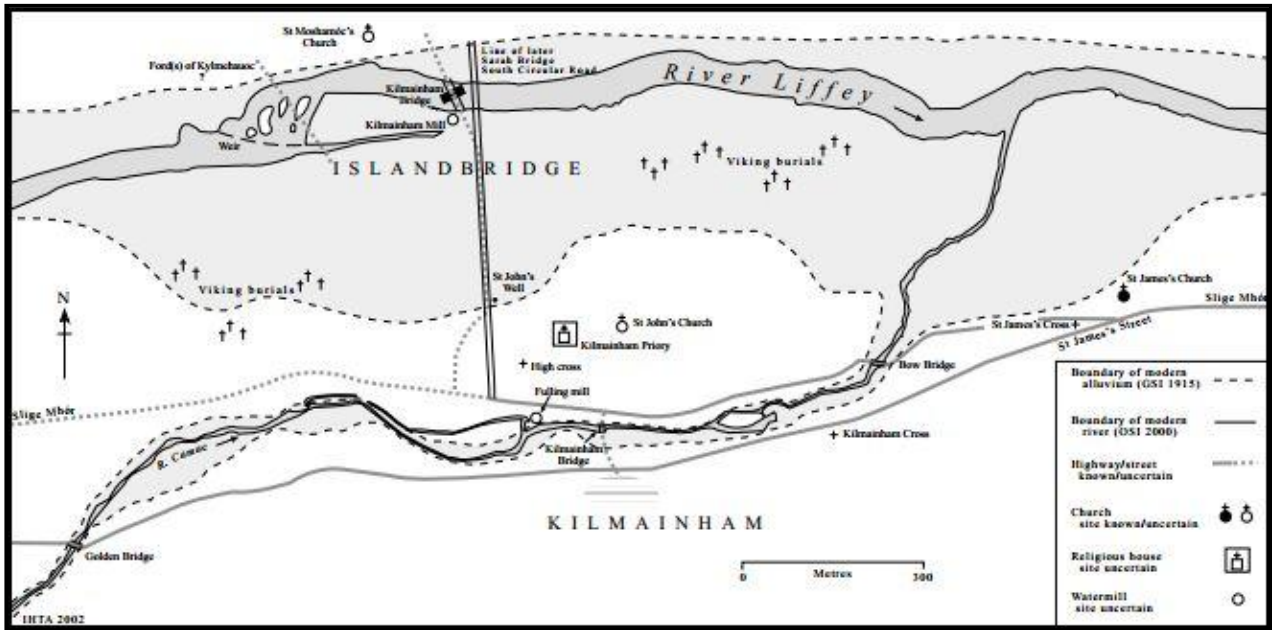 St Moshamóc's
Church
Ford(s) of Kylmehauoc
?
Line of later
Sarah Bridge
South Circular Road
River Liffey
Kilmainham
Bridge
Kilmainham Mill
Weir
ISLANDBRIDGE
Viking burials
Viking burials
St John's
Well
N
St John's Church
Kilmainham Priory
High cross
St James's Church
Slige Mhór
St James's Cross
St James's Street
Bow Bridge
Slige Mhór
Fulling mill
R. Camac
Kilmainham
Bridge
Kilmainham Cross
KILMAINHAM
Golden Bridge
0 Metres 300
IHTA 2002
Boundary of modern
alluvium (GSI 1915)
Boundary of modern
river (OSI 2000)
Highway/street
known/uncertain
Church
site known/uncertain
Religious house
site uncertain
Watermill
site uncertain